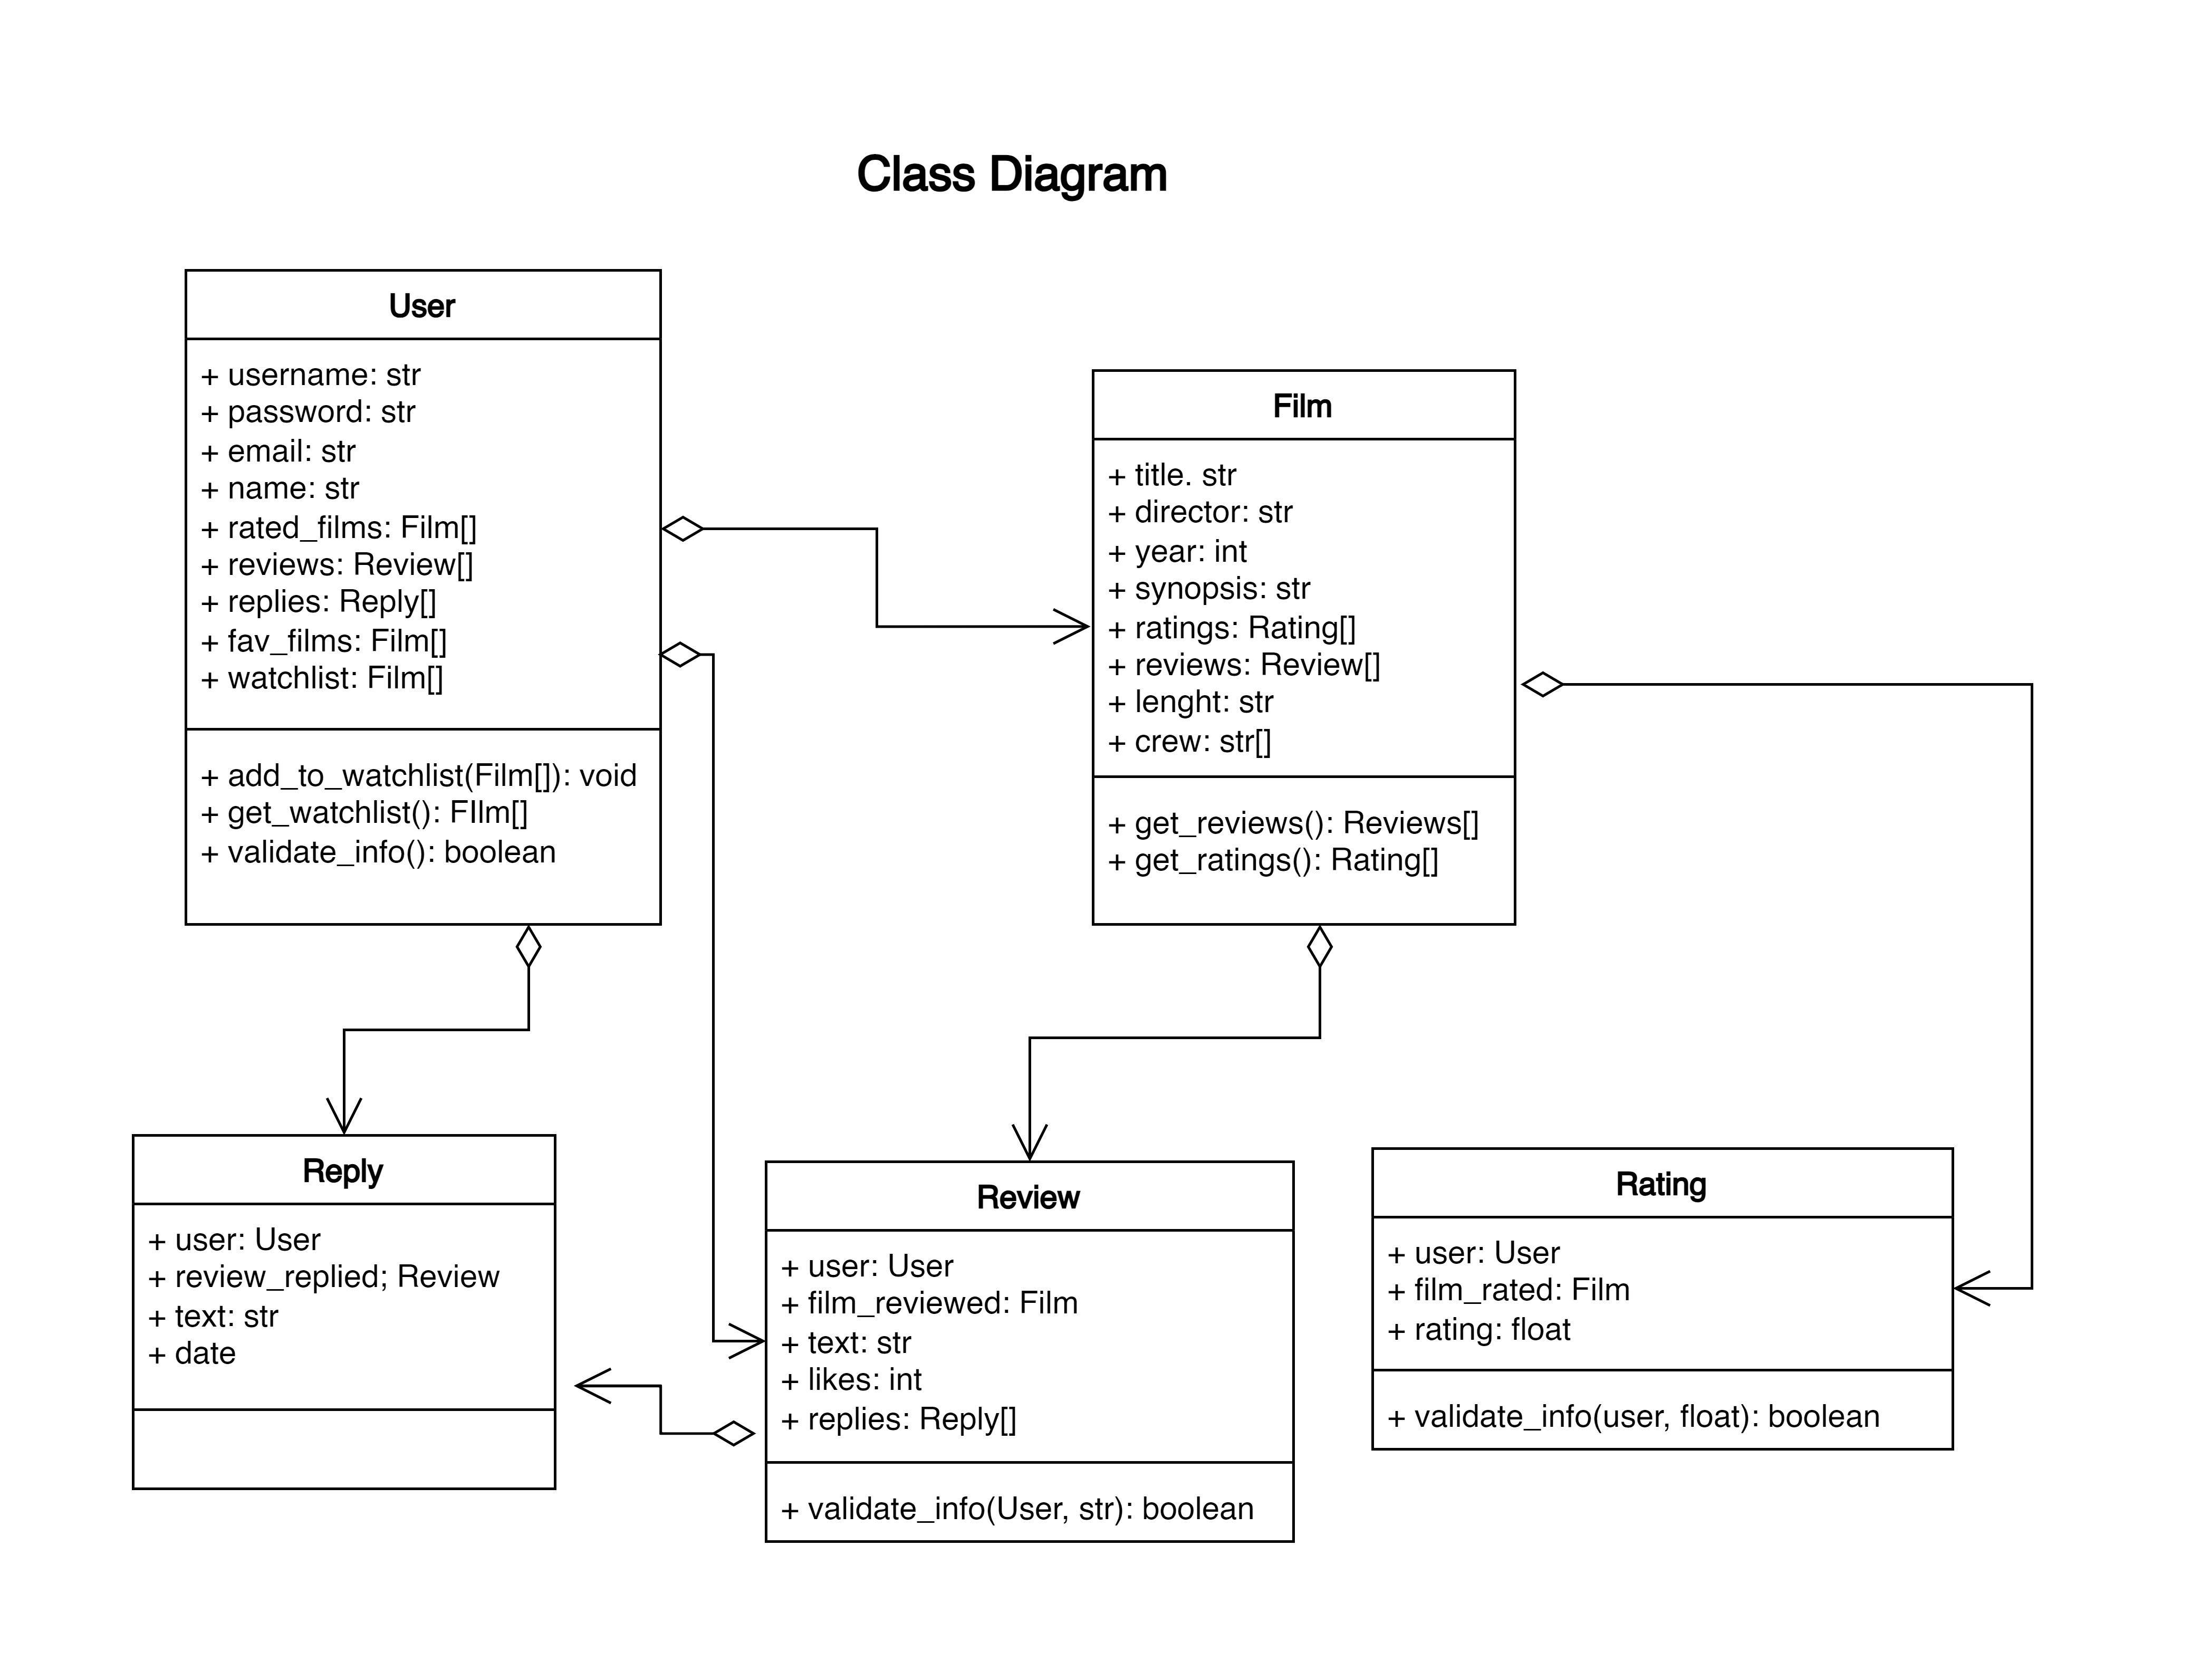 Class Diagram
User
+ username: str
+ password: str
+ email: str
+ name: str
+ rated_films: Film[]
+ reviews: Review[]
+ replies: Reply[]
+ fav_films: Film[]
+ watchlist: Film[]
+ add_to_watchlist(Film[]): void
+ get_watchlist(): FIlm[]
+ validate_info(): boolean
Film
+ title. str
+ director: str
+ year: int
+ synopsis: str
+ ratings: Rating[]
+ reviews: Review[]
+ lenght: str
+ crew: str[]
+ get_reviews(): Reviews[]
+ get_ratings(): Rating[]
Reply
+ user: User
+ review_replied; Review
+ text: str
+ date
Review
+ user: User
+ film_reviewed: Film
+ text: str
+ likes: int
+ replies: Reply[]
+ validate_info(User, str): boolean
Rating
+ user: User
+ film_rated: Film
+ rating: float
+ validate_info(user, float): boolean